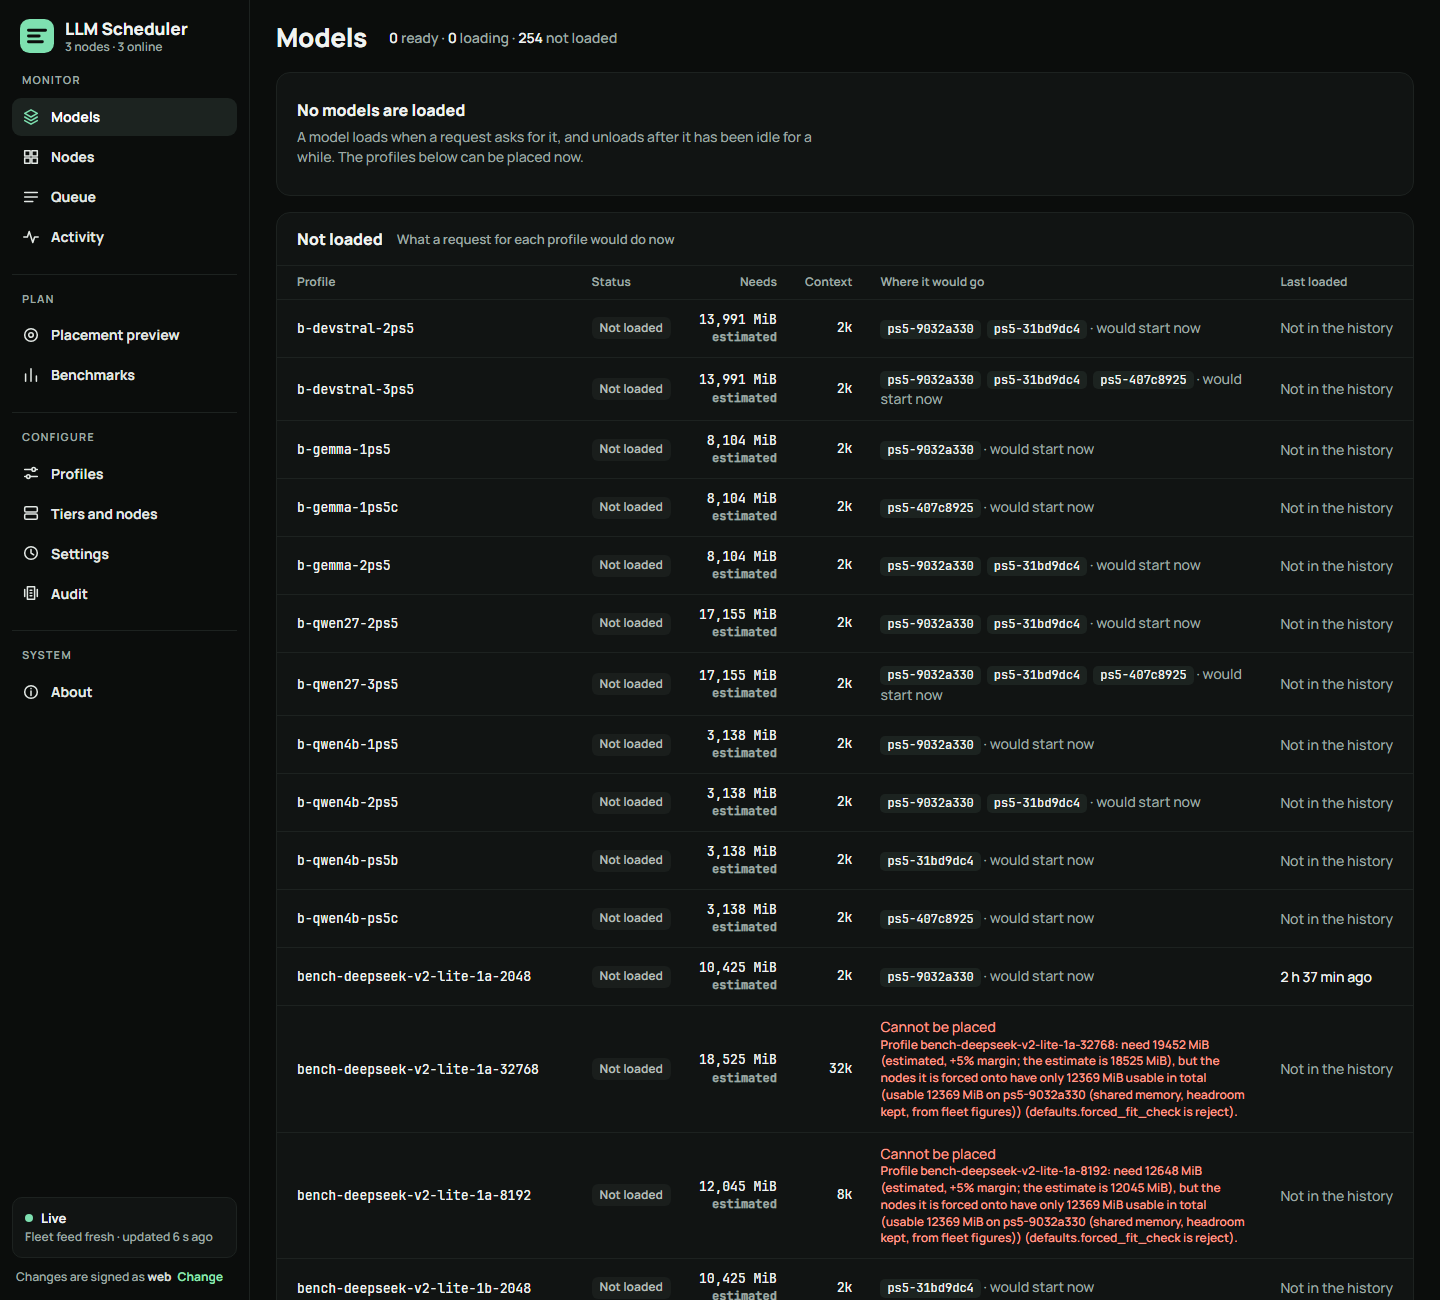 LLM Scheduler
3 nodes · 3 online
MONITOR
Models
Nodes
Queue
Activity
PLAN
Placement preview
Benchmarks
CONFIGURE
Profiles
Tiers and nodes
Settings
Audit
SYSTEM
About
Live
Fleet feed fresh · updated 6 s ago
Changes are signed as web Change
Models 0 ready · 0 loading · 254 not loaded
No models are loaded
A model loads when a request asks for it, and unloads after it has been idle for a
while. The profiles below can be placed now.
Not loaded What a request for each profile would do now
Profile Status Needs Context Where it would go Last loaded
b-devstral-2ps5 Not loaded 13,991 MiB estimated 2k ps5-9032a330 ps5-31bd9dc4 · would start now Not in the history
b-devstral-3ps5 Not loaded 13,991 MiB estimated 2k ps5-9032a330 ps5-31bd9dc4 ps5-407c8925 · would start now Not in the history
b-gemma-1ps5 Not loaded 8,104 MiB estimated 2k ps5-9032a330 · would start now Not in the history
b-gemma-1ps5c Not loaded 8,104 MiB estimated 2k ps5-407c8925 · would start now Not in the history
b-gemma-2ps5 Not loaded 8,104 MiB estimated 2k ps5-9032a330 ps5-31bd9dc4 · would start now Not in the history
b-qwen27-2ps5 Not loaded 17,155 MiB estimated 2k ps5-9032a330 ps5-31bd9dc4 · would start now Not in the history
b-qwen27-3ps5 Not loaded 17,155 MiB estimated 2k ps5-9032a330 ps5-31bd9dc4 ps5-407c8925 · would start now Not in the history
b-qwen4b-1ps5 Not loaded 3,138 MiB estimated 2k ps5-9032a330 · would start now Not in the history
b-qwen4b-2ps5 Not loaded 3,138 MiB estimated 2k ps5-9032a330 ps5-31bd9dc4 · would start now Not in the history
b-qwen4b-ps5b Not loaded 3,138 MiB estimated 2k ps5-31bd9dc4 · would start now Not in the history
b-qwen4b-ps5c Not loaded 3,138 MiB estimated 2k ps5-407c8925 · would start now Not in the history
bench-deepseek-v2-lite-1a-2048 Not loaded 10,425 MiB estimated 2k ps5-9032a330 · would start now 2 h 37 min ago
bench-deepseek-v2-lite-1a-32768 Not loaded 18,525 MiB estimated 32k Cannot be placed
Profile bench-deepseek-v2-lite-1a-32768: need 19452 MiB
(estimated, +5% margin; the estimate is 18525 MiB), but the
nodes it is forced onto have only 12369 MiB usable in total
(usable 12369 MiB on ps5-9032a330 (shared memory, headroom
kept, from fleet figures)) (defaults.forced_fit_check is reject).
Not in the history
bench-deepseek-v2-lite-1a-8192 Not loaded 12,045 MiB estimated 8k Cannot be placed
Profile bench-deepseek-v2-lite-1a-8192: need 12648 MiB
(estimated, +5% margin; the estimate is 12045 MiB), but the
nodes it is forced onto have only 12369 MiB usable in total
(usable 12369 MiB on ps5-9032a330 (shared memory, headroom
kept, from fleet figures)) (defaults.forced_fit_check is reject).
Not in the history
bench-deepseek-v2-lite-1b-2048 Not loaded 10,425 MiB estimated 2k ps5-31bd9dc4 · would start now Not in the history